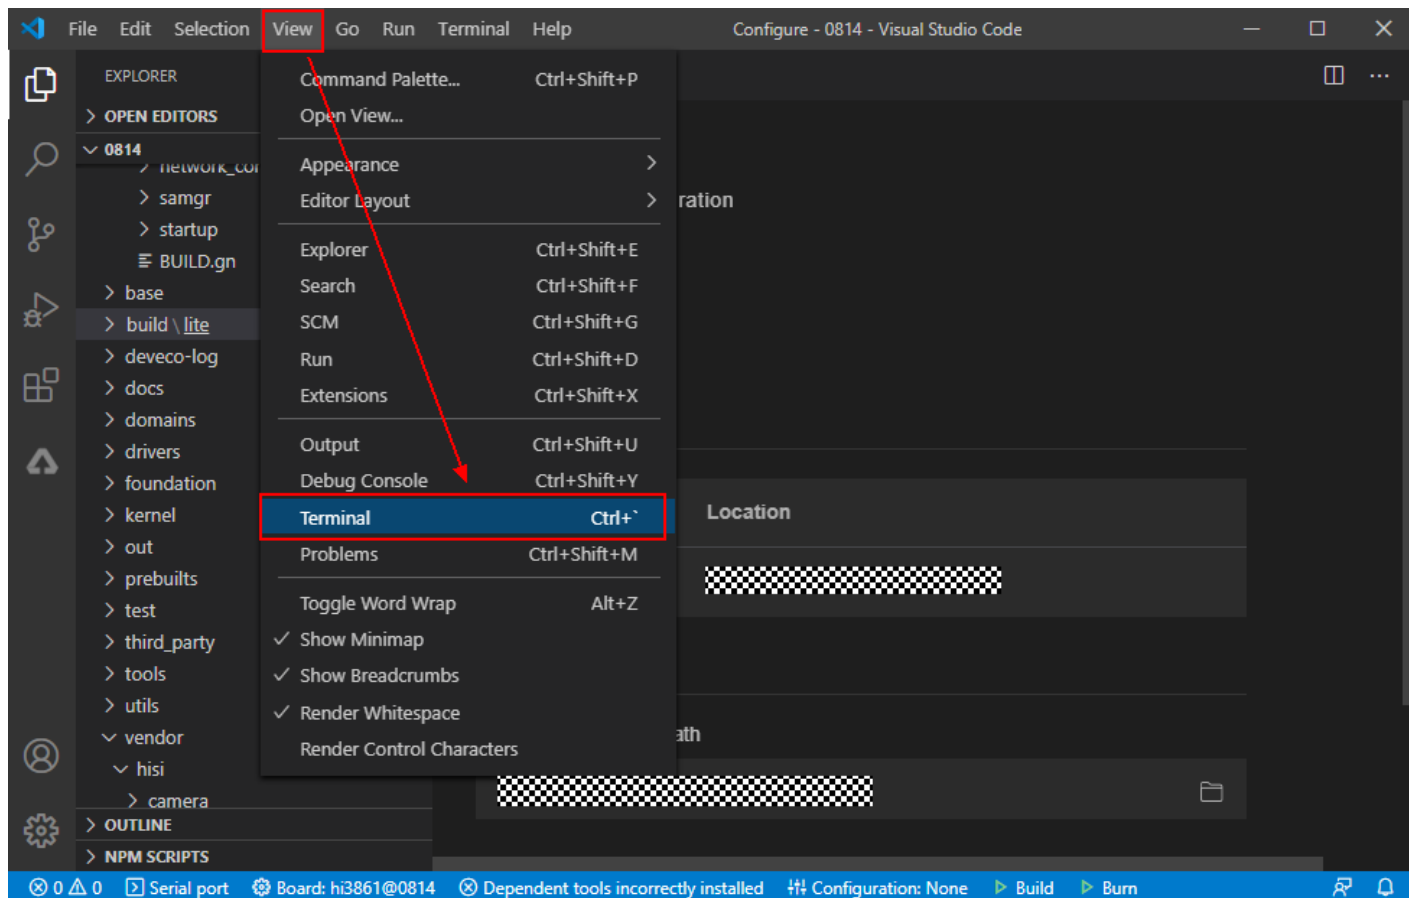 File Edit Selection View Go Run Terminal Help Configure - 0814 - Visual Studio Code
EXPLORER
OPEN EDITORS
0814
samgr
startup
BUILD.gn
base
build \ lite
deveco-log
docs
domains
drivers
foundation
kernel
out
prebuilts
test
third_party
tools
utils
vendor
hisi
camera
OUTLINE
NPM SCRIPTS
Command Palette... Ctrl+Shift+P
Open View...
Appearance
Editor Layout
Explorer Ctrl+Shift+E
Search Ctrl+Shift+F
SCM Ctrl+Shift+G
Run Ctrl+Shift+D
Extensions Ctrl+Shift+X
Output Ctrl+Shift+U
Debug Console Ctrl+Shift+Y
Terminal Ctrl+`
Problems Ctrl+Shift+M
Toggle Word Wrap Alt+Z
Show Minimap
Show Breadcrumbs
Render Whitespace
Render Control Characters
ration
Location
ath
0 0 Serial port Board: hi3861@0814 Dependent tools incorrectly installed Configuration: None Build Burn